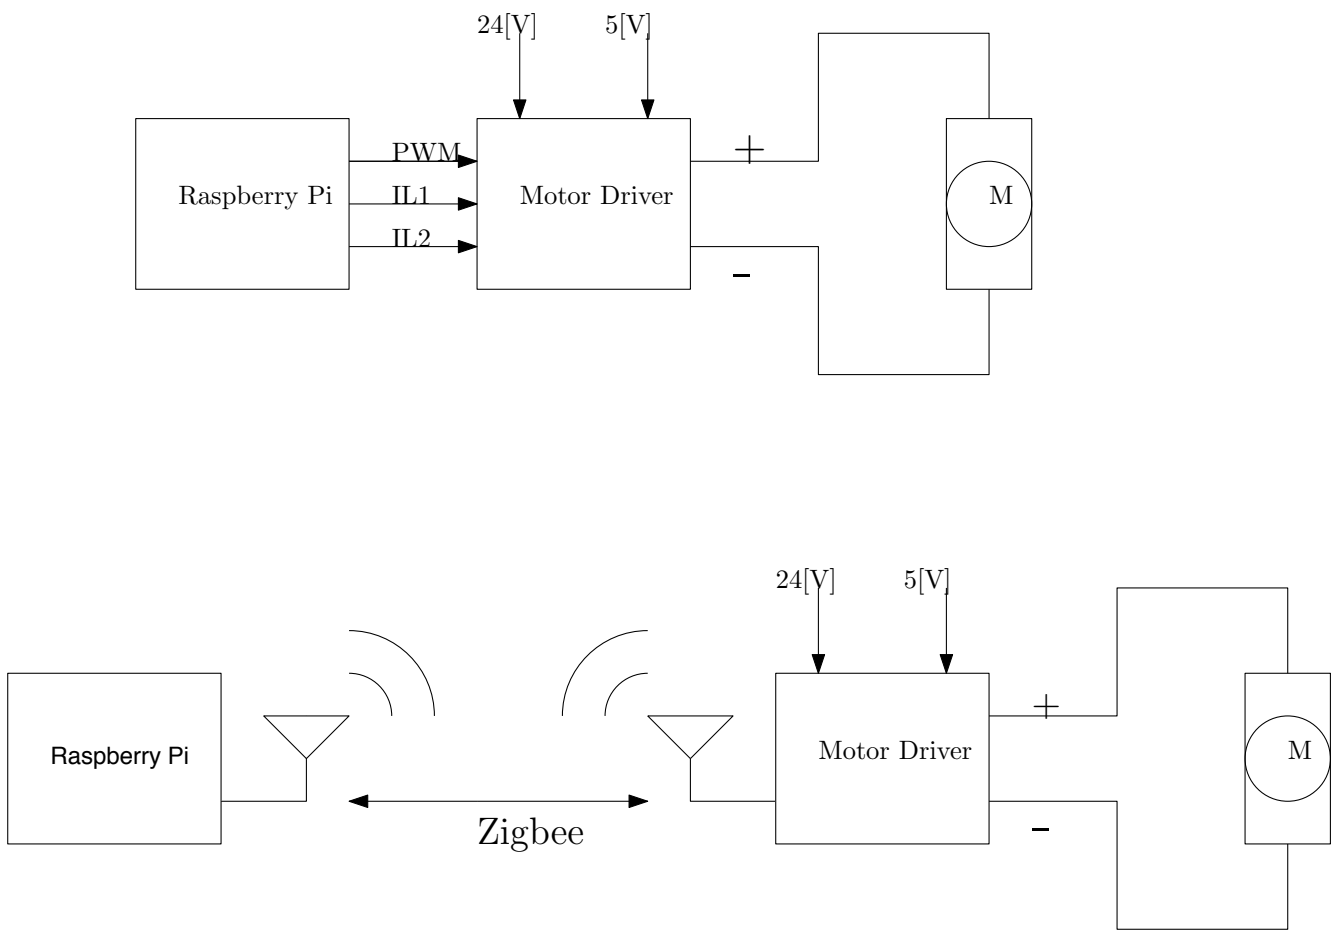 24[V] 5[V]
PWM
IL1
IL2
Raspberry Pi
Motor Driver
+
-
M
24[V] 5[V]
Raspberry Pi
Zigbee
Motor Driver
+
-
M